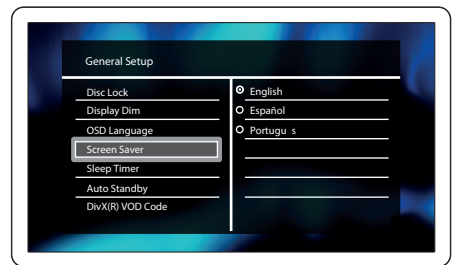 General Setup
Disc Lock
Display Dim
OSD Language
Screen Saver
Sleep Timer
Auto Standby
DivX(R) VOD Code
English
Español
Portugu s